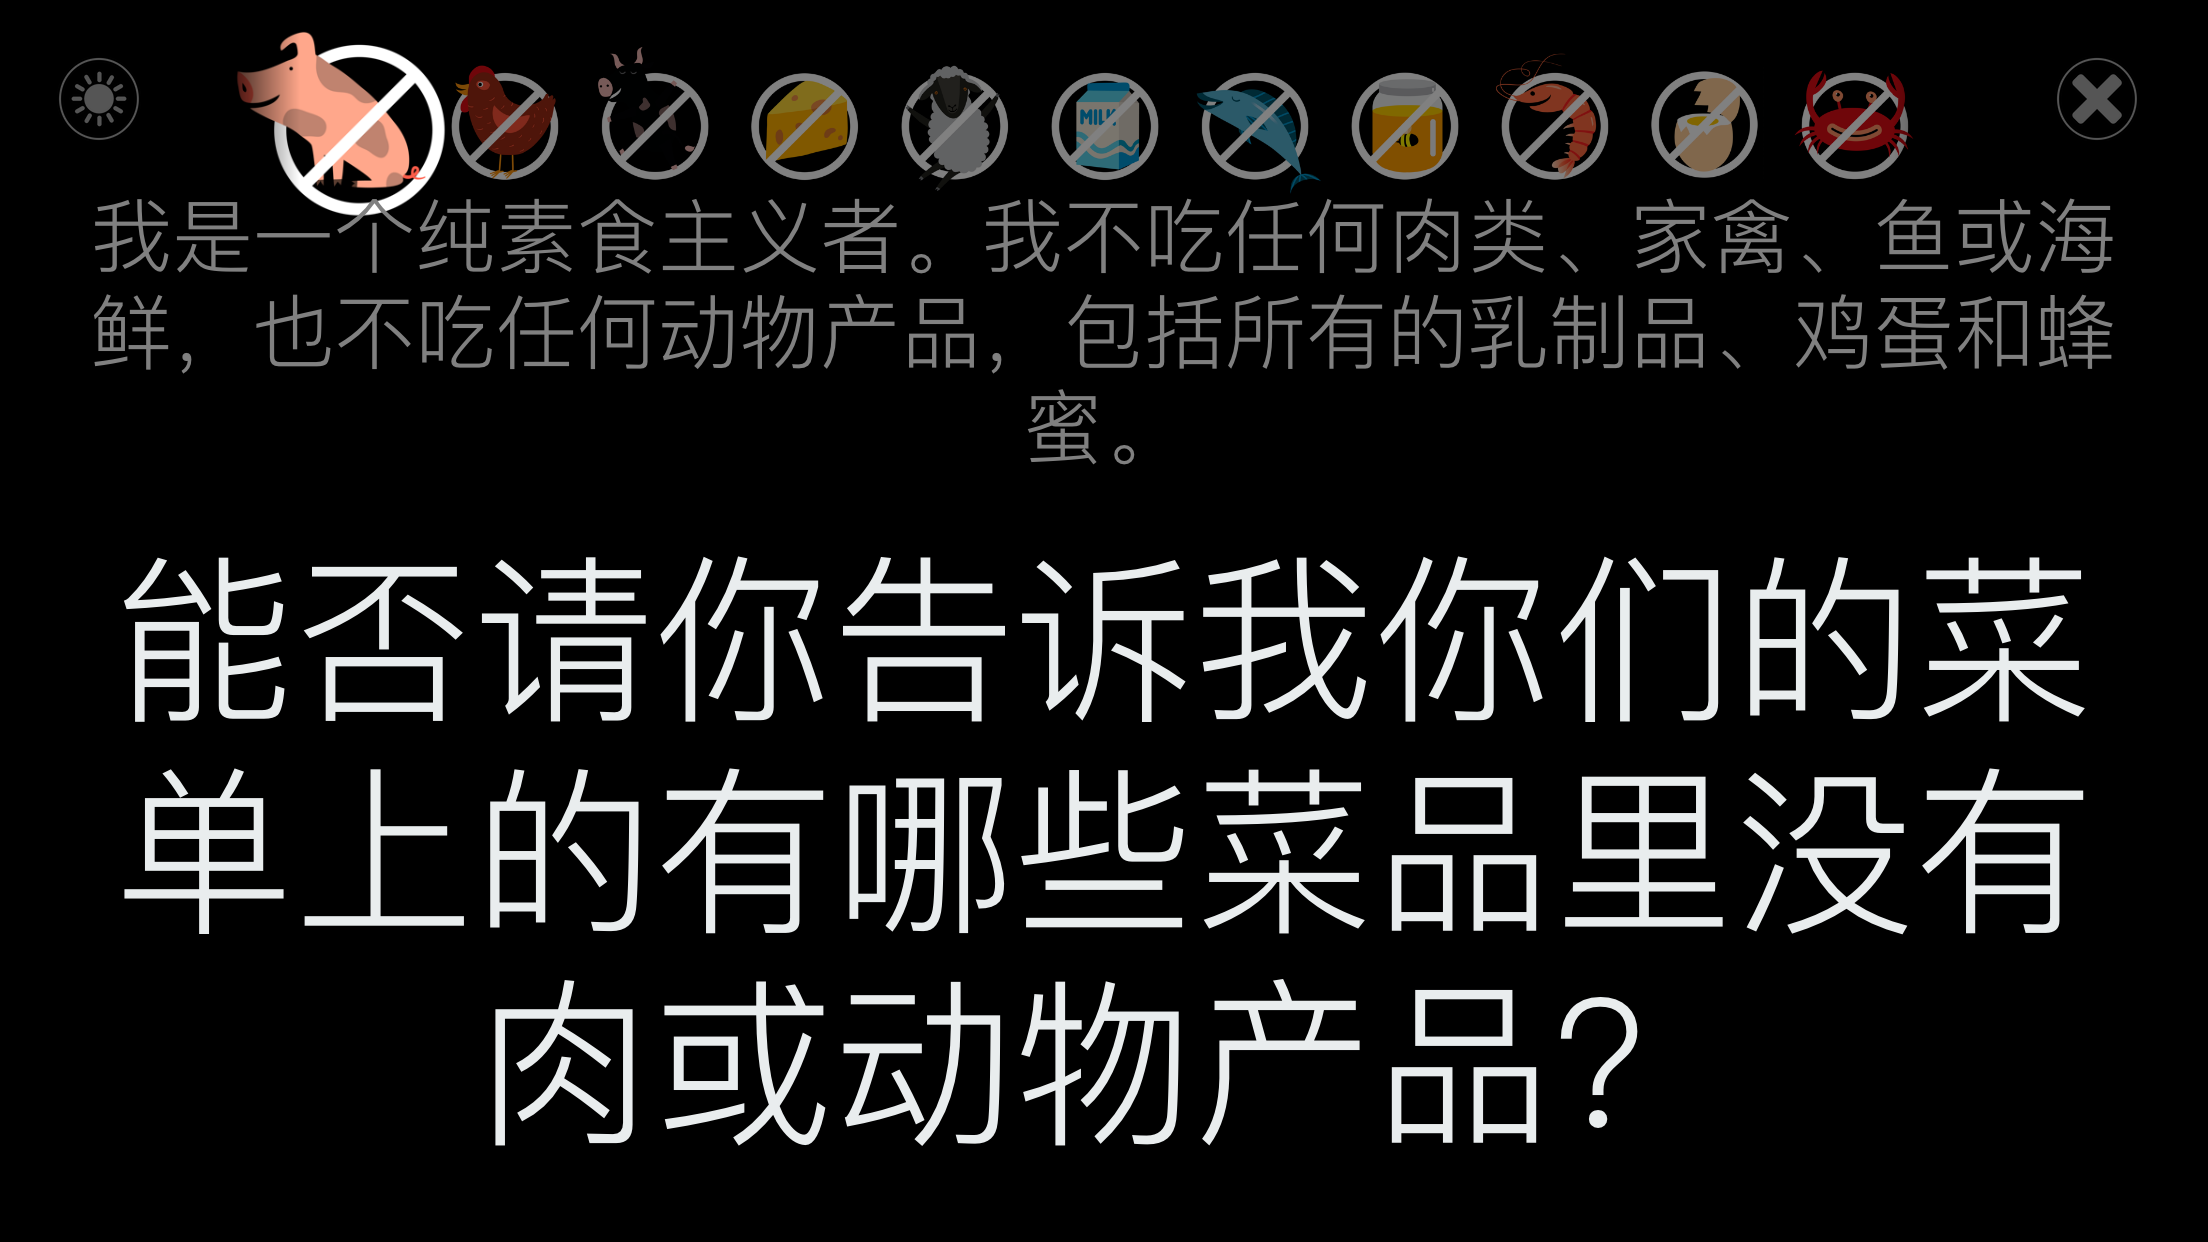 MILK
我是一个纯素食主义者。我不吃任何肉类、家禽、鱼或海
鲜，也不吃任何动物产品，包括所有的乳制品、鸡蛋和蜂
蜜。
能否请你告诉我你们的菜
单上的有哪些菜品里没有
肉或动物产品？